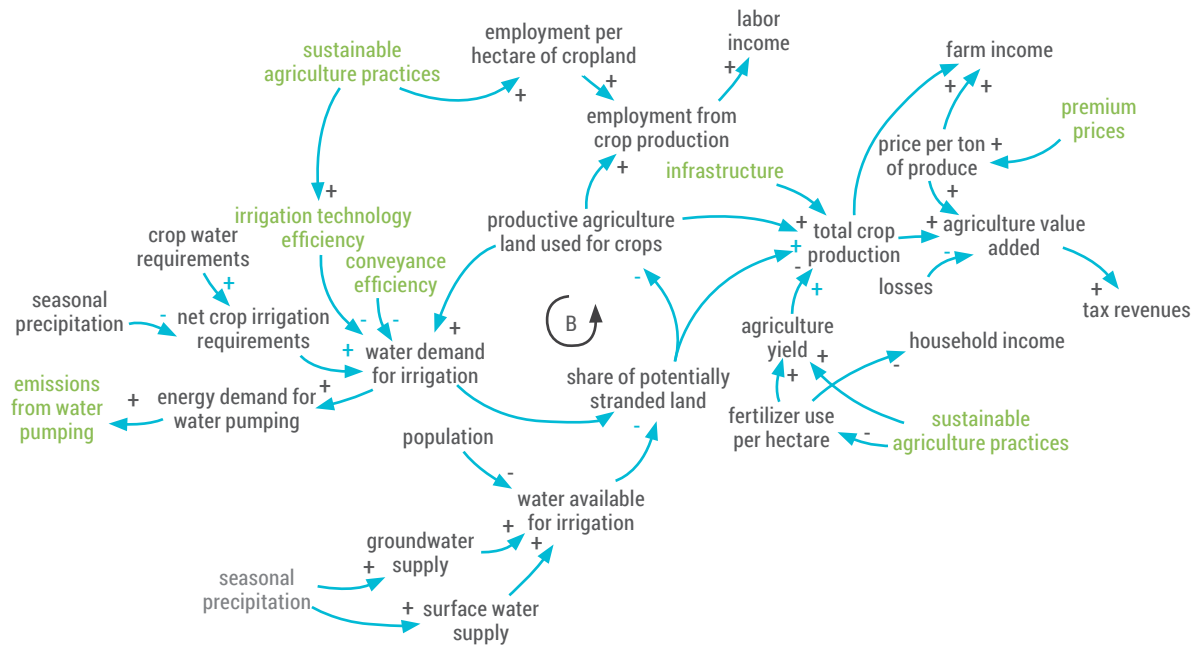 sustainable
agriculture practices
employment per
hectare of cropland
labor
income
farm income
employment from
crop production
premium
prices
price per ton
of produce
infrastructure
irrigation technology
efficiency
productive agriculture
land used for crops
total crop
production
agriculture value
added
crop water
requirements
conveyance
efficiency
losses
tax revenues
seasonal
precipitation
net crop irrigation
requirements
B
agriculture
yield
household income
water demand
for irrigation
share of potentially
stranded land
emissions
from water
pumping
energy demand for
water pumping
fertilizer use
per hectare
sustainable
agriculture practices
population
water available
for irrigation
groundwater
supply
seasonal
precipitation
surface water
supply
+
+
+
+
+
+
+
+
+
+
+
+
+
-
-
+
+
-
+
-
-
-
+
+
+
+
+
-
+
+
-
-
-
+
+
+
+